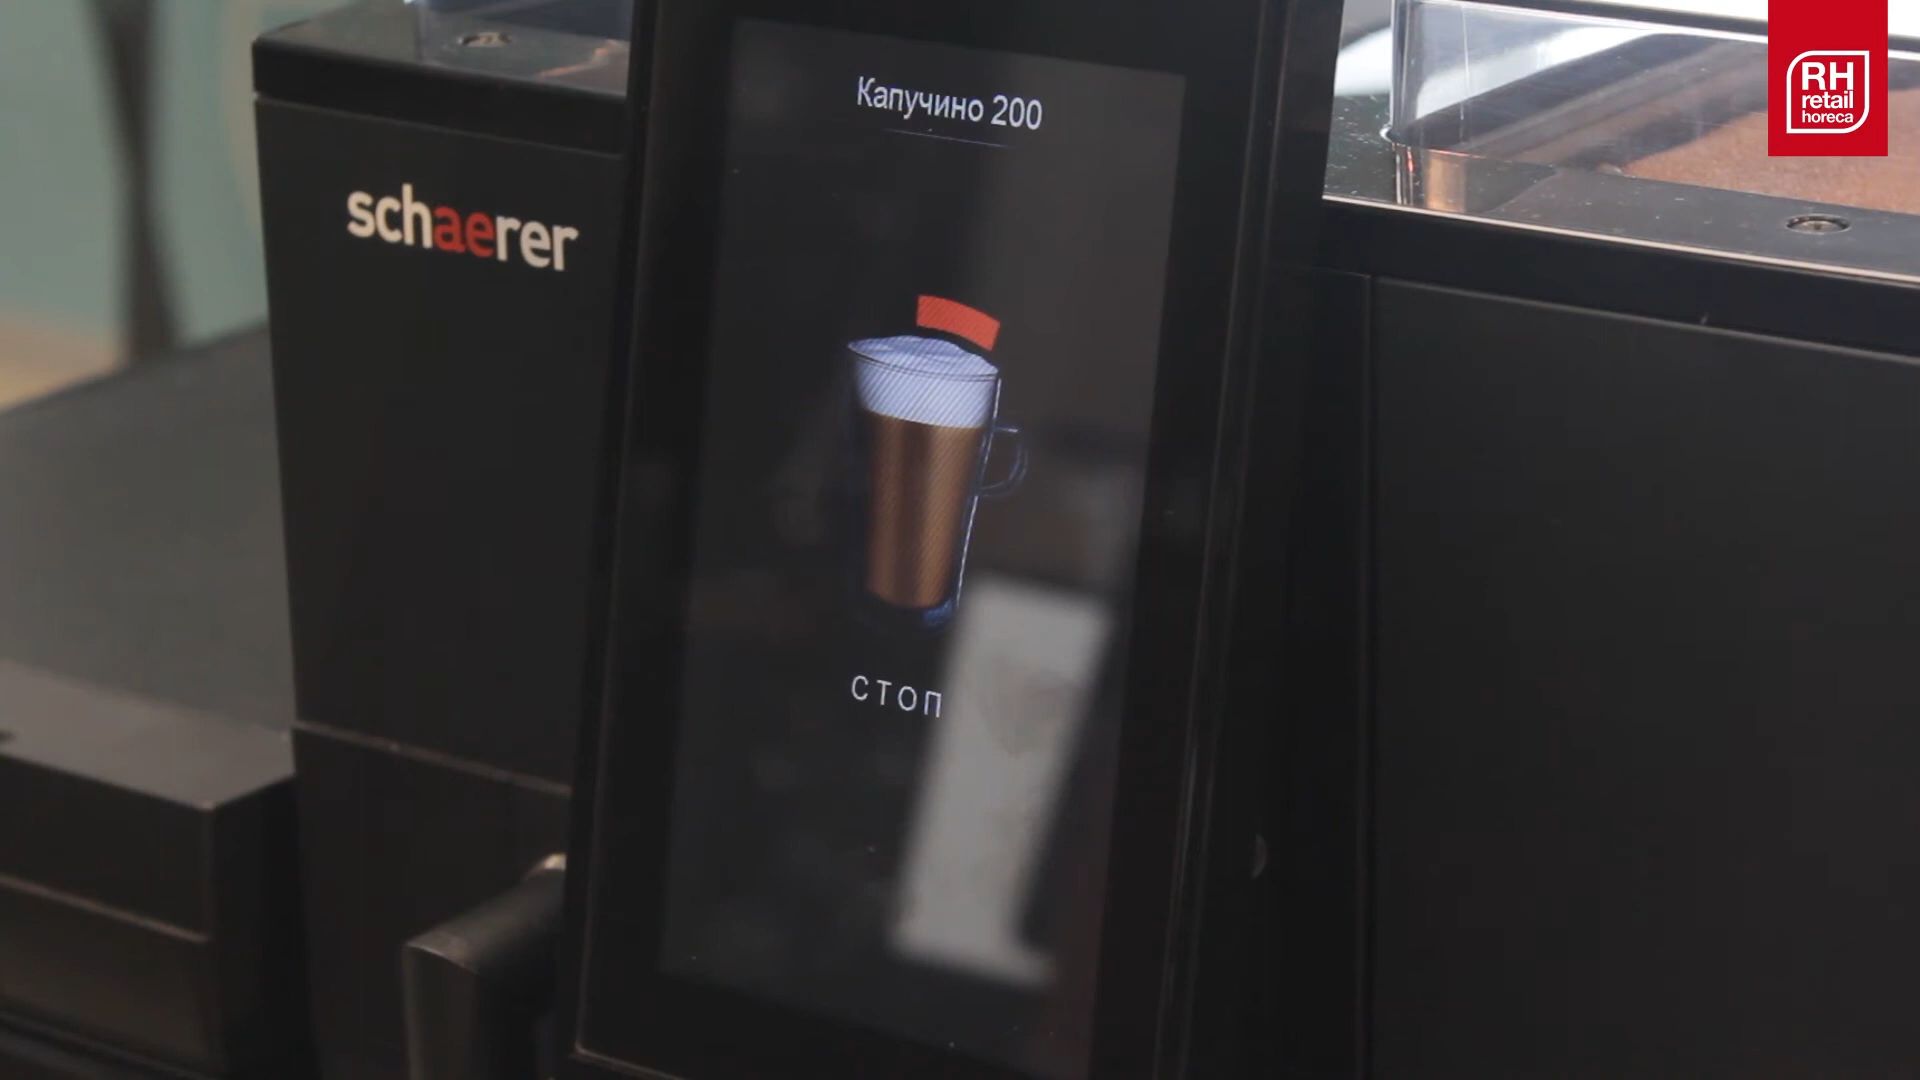 Капучино 200
schaerer
СТОП
RH
retail
horeca